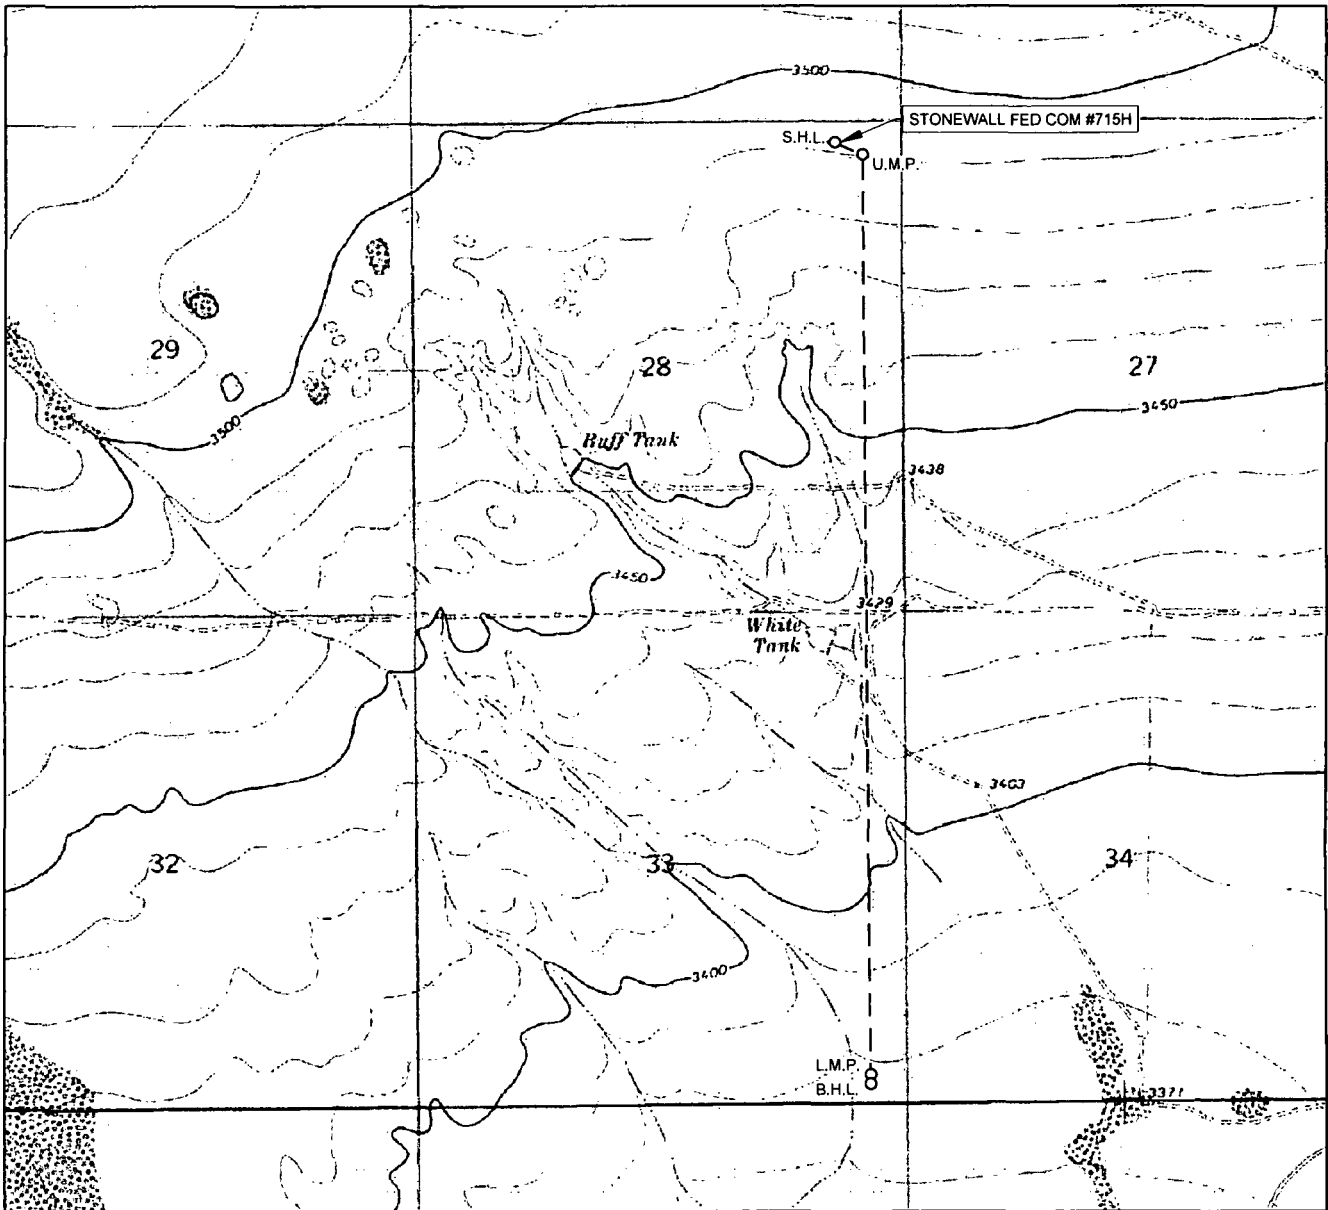 3500
STONEWALL FED COM #715H
S.H.L.
U.M.P.
29
28
27
3450
3500
Ruff Tank
3438
3450
3429
White
Tank
3403
32
33
34
3400
L.M.P.
B.H.L.
3371